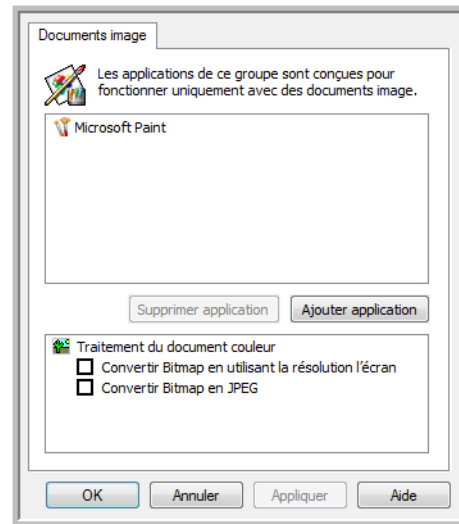 Documents image
Les applications de ce groupe sont conçues pour
fonctionner uniquement avec des documents image.
Microsoft Paint
Supprimer application
Ajouter application
Traitement du document couleur
Convertir Bitmap en utilisant la résolution l'écran
Convertir Bitmap en JPEG
OK
Annuler
Appliquer
Aide